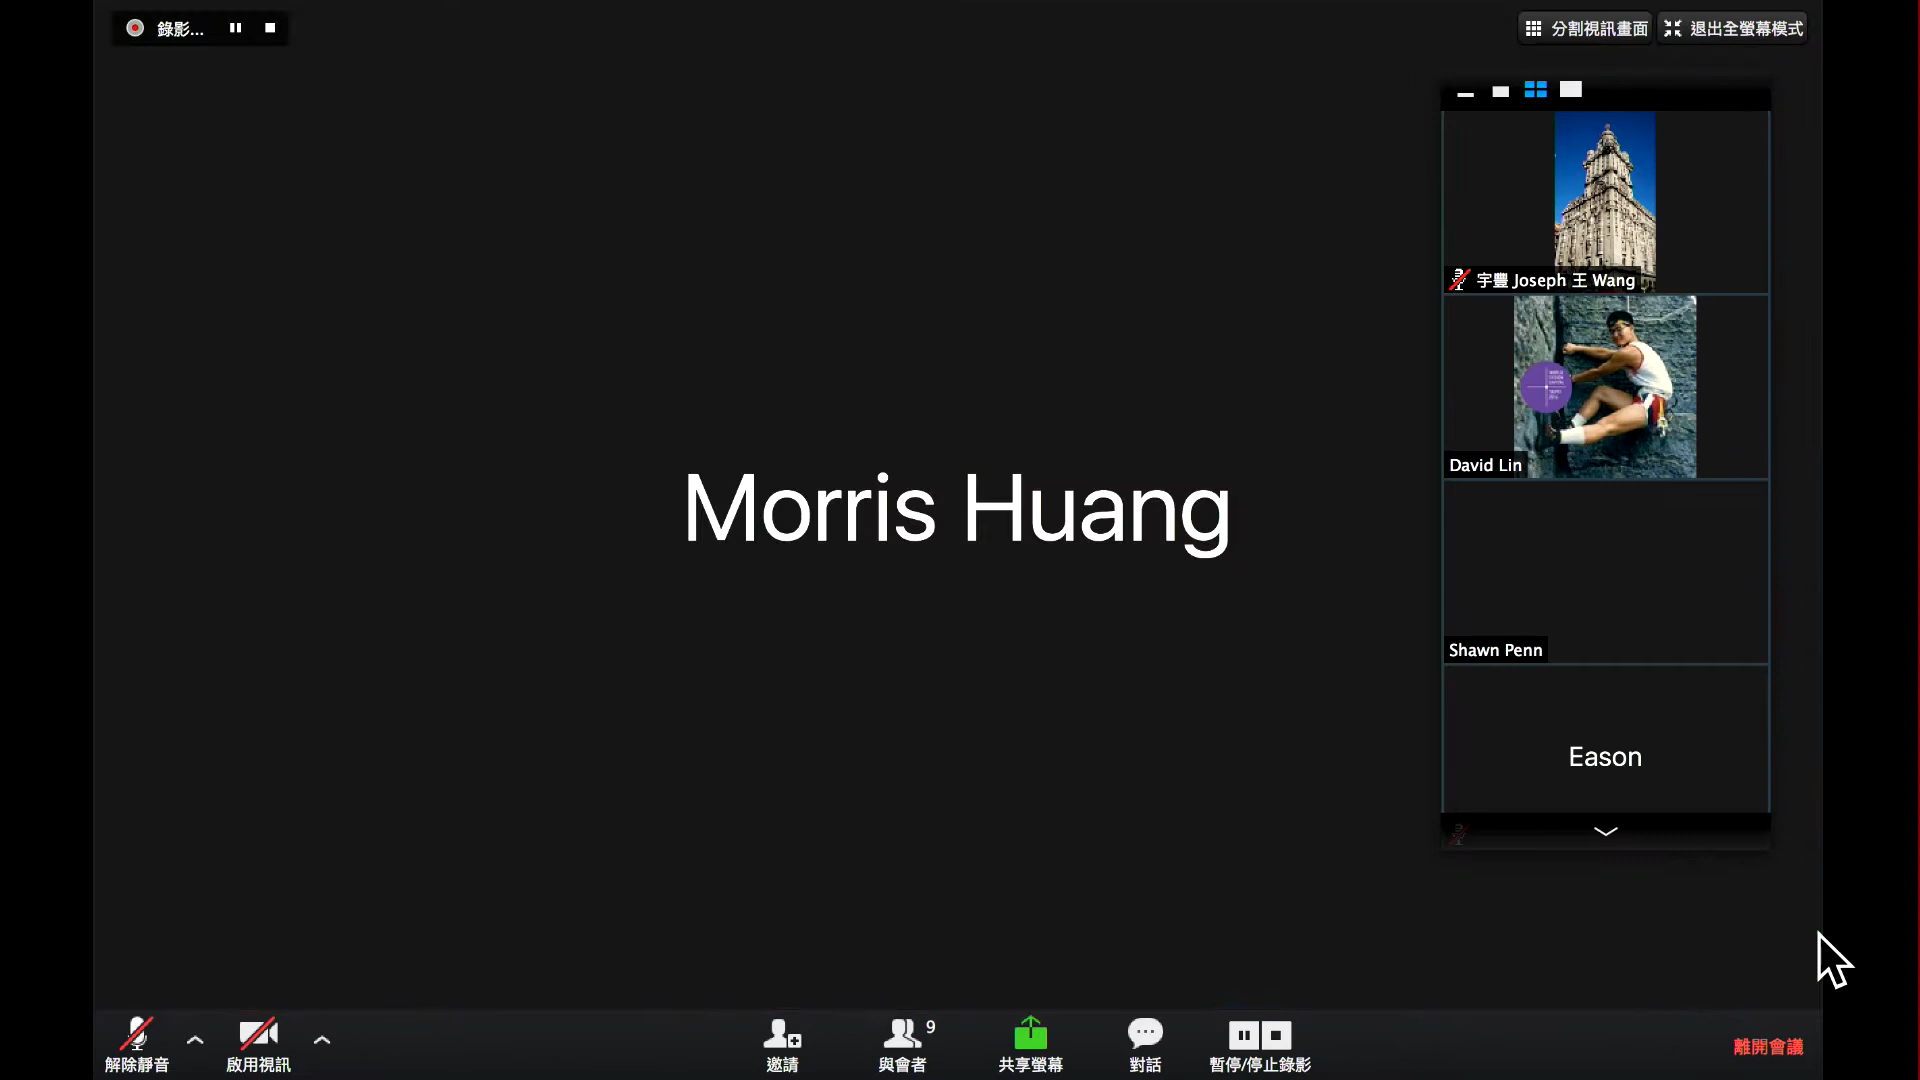 錄影...
分割視訊畫面
退出全螢幕模式
宇豐 Joseph 王 Wang
David Lin
Morris Huang
Shawn Penn
Eason
解除靜音
啟用視訊
邀請
與會者
9
共享螢幕
對話
暫停/停止錄影
離開會議